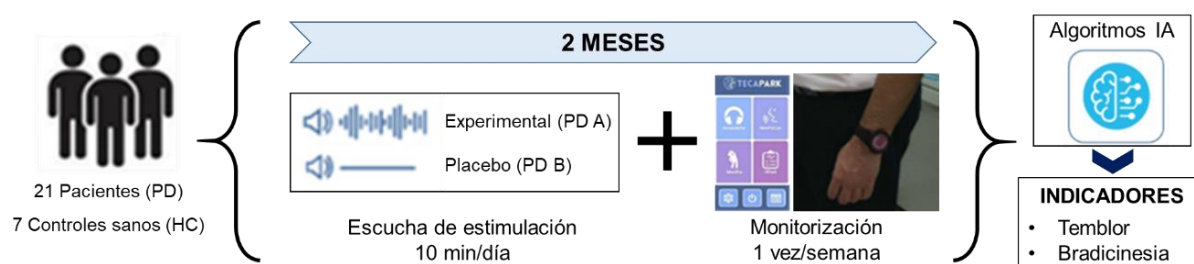 21 Pacientes (PD)
7 Controles sanos (HC)
2 MESES
Experimental (PD A)
Placebo (PD B)
Escucha de estimulación
10 min/día
TECAPARK
Monitorización
1 vez/semana
Algoritmos IA
INDICADORES
• Temblor
• Bradicinesia